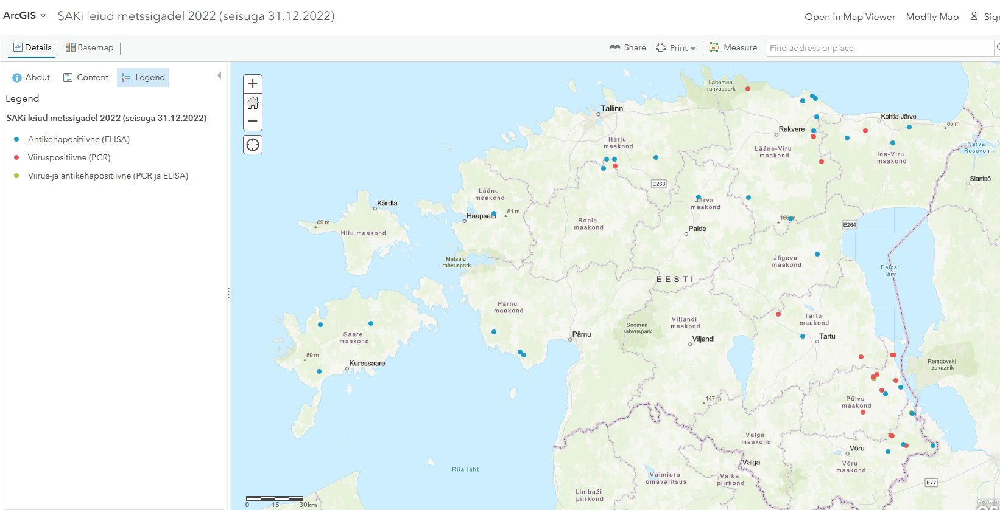 ArcGIS
SAKi leiud metssigadel 2022 (seisuga 31.12.2022)
Open in Map Viewer
Modify Map
Details
Basemap
Share
Print
Measure
Find address or place
About
Content
Legend
Legend
SAKi leiud metssigadel 2022 (seisuga 31.12.2022)
Antikehapositiivne (ELISA)
Viiruspositiivne (PCR)
Viirus-ja antikehapositiivne (PCR ja ELISA)
Lahemaa
rahvuspark
Tallinn
Kohtla-Järve
85 m
Rakvere
Harju
maakond
Lääne-Viru
maakond
Ida-Viru
maakond
Narva
Resevoir
Slantsõ
E263
Lääne
maakond
Kärdla
Järva
maakond
Haapsalu
51 m
69 m
Hiiu maakond
Rapla
maakond
166 m
E264
Paide
Matsalu
rahvuspark
Jõgeva
maakond
Peipsi
järv
EESTI
Pärnu
maakond
Viljandi
maakond
Tartu
maakond
Soomaa
rahvuspark
Saare
maakond
Pärnu
Viljandi
Tartu
59 m
Kuressaare
Remdovski
zakaznik
147 m
Põlva
maakond
Valga
maakond
Võru
Valga
Võru
maakond
Riia laht
Valmiera
omavalitsus
Valka
piirkond
E77
Limbaži
piirkond
0 15 30km
POWERED